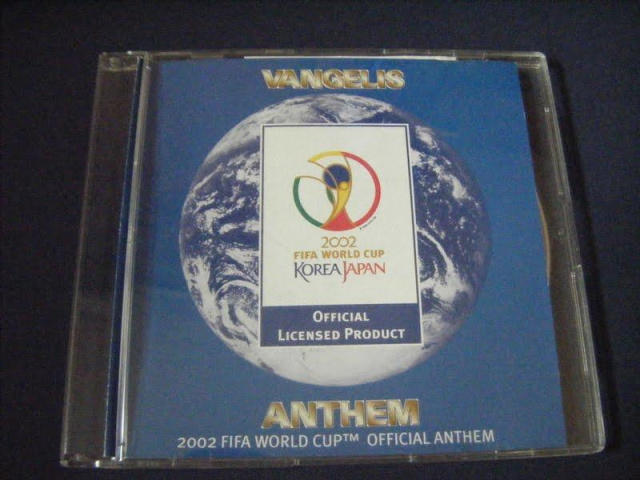 VANGELIS
2002
FIFA WORLD CUP
KOREA JAPAN
OFFICIAL
LICENSED PRODUCT
ANTHEM
2002 FIFA WORLD CUP™ OFFICIAL ANTHEM